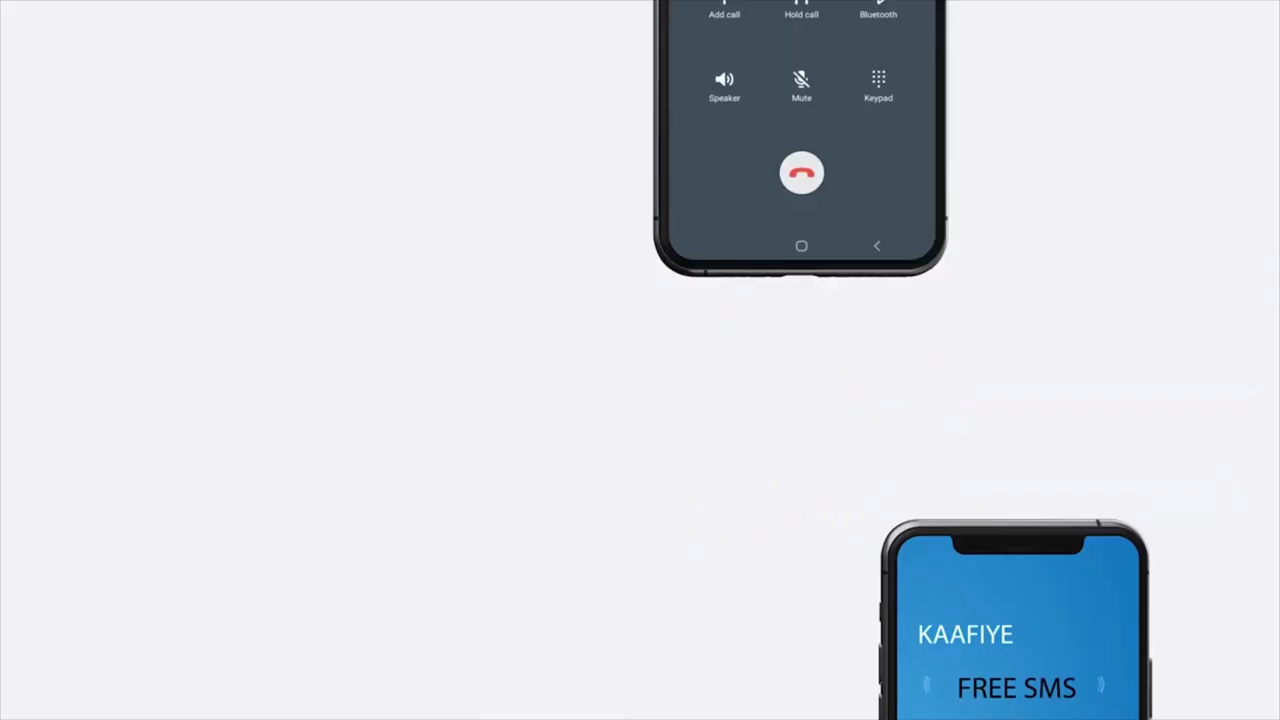 Add call Hold call Bluetooth
Speaker Mute Keypad
KAAFIYE
FREE SMS